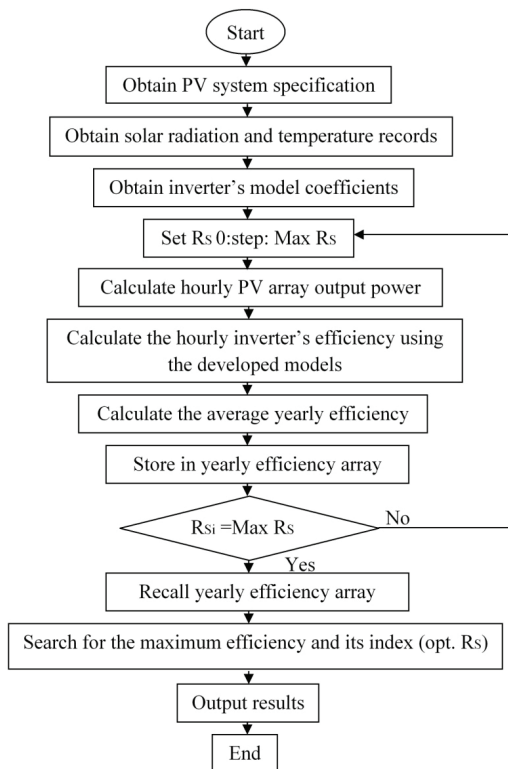 Start
Obtain PV system specification
Obtain solar radiation and temperature records
Obtain inverter's model coefficients
Set Rs 0:step: Max Rs
Calculate hourly PV array output power
Calculate the hourly inverter's efficiency using
the developed models
Calculate the average yearly efficiency
Store in yearly efficiency array
Rsi =Max Rs
No
Yes
Recall yearly efficiency array
Search for the maximum efficiency and its index (opt. Rs)
Output results
End